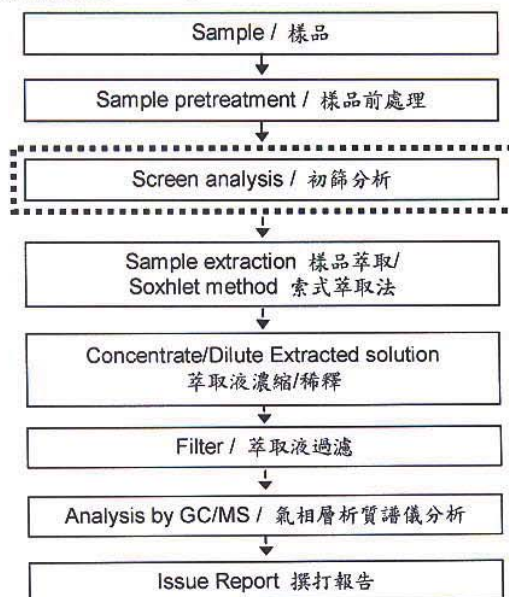 Sample / 樣品
Sample pretreatment / 樣品前處理
Screen analysis / 初篩分析
Sample extraction 樣品萃取/
Soxhlet method 索式萃取法
Concentrate/Dilute Extracted solution
萃取液濃縮/稀釋
Filter / 萃取液過濾
Analysis by GC/MS / 氣相層析質譜儀分析
Issue Report 撰打報告